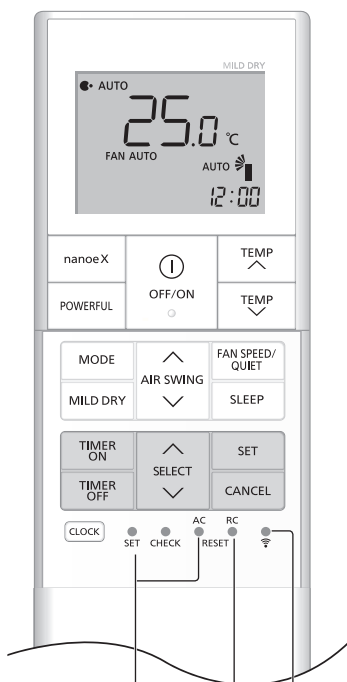 MILD DRY
AUTO
25.0 °C
FAN AUTO
AUTO
12:00
nanoe X
OFF/ON
TEMP
POWERFUL
TEMP
MODE
AIR SWING
FAN SPEED/
QUIET
MILD DRY
SLEEP
TIMER
ON
SELECT
SET
TIMER
OFF
CANCEL
CLOCK
AC RC
SET CHECK RESET